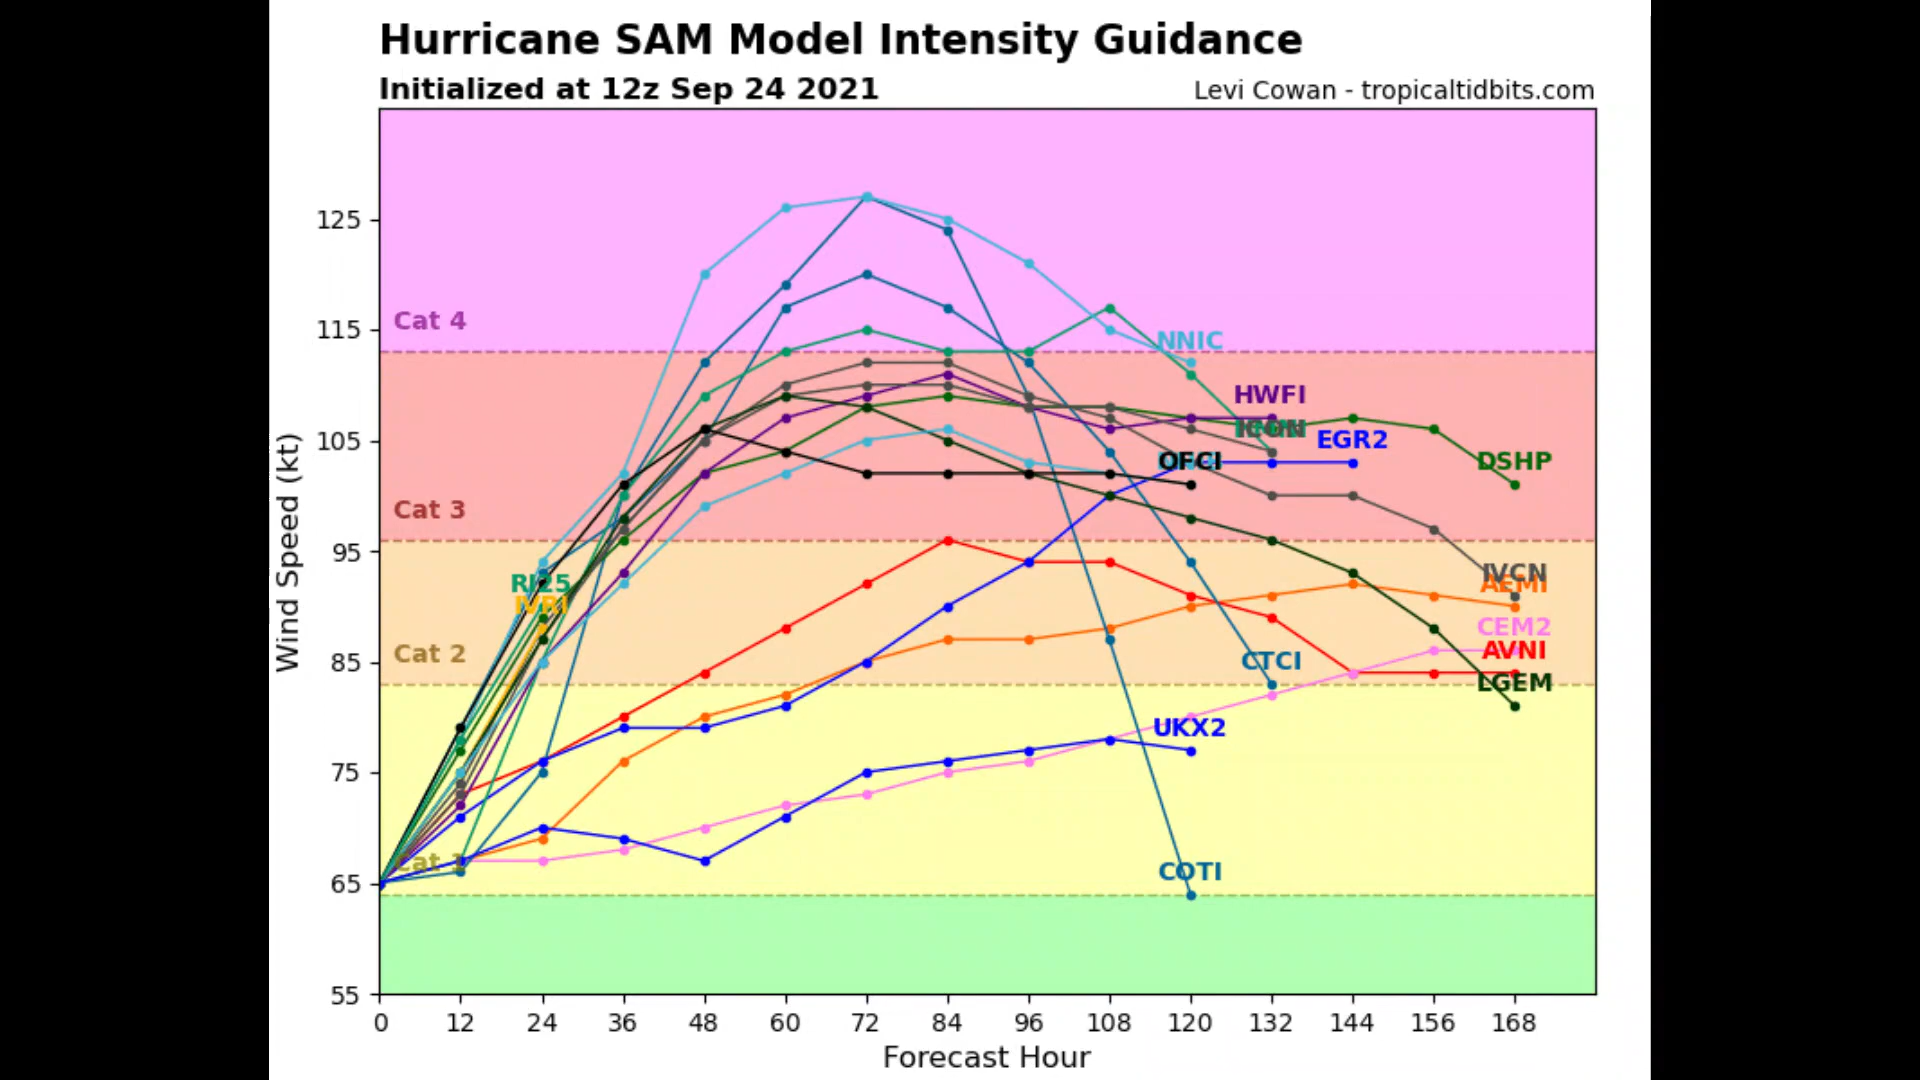 Hurricane SAM Model Intensity Guidance
Initialized at 12z Sep 24 2021
Levi Cowan - tropicaltidbits.com
Wind Speed (kt)
125
115
105
95
85
75
65
55
Cat 4
Cat 3
Cat 2
Cat 1
NNIC
HWFI
EGR2
OFCI
DSHP
RI25
IVRI
IVCN
AEMI
CEM2
AVNI
LGEM
CTCI
UKX2
COTI
0 12 24 36 48 60 72 84 96 108 120 132 144 156 168
Forecast Hour